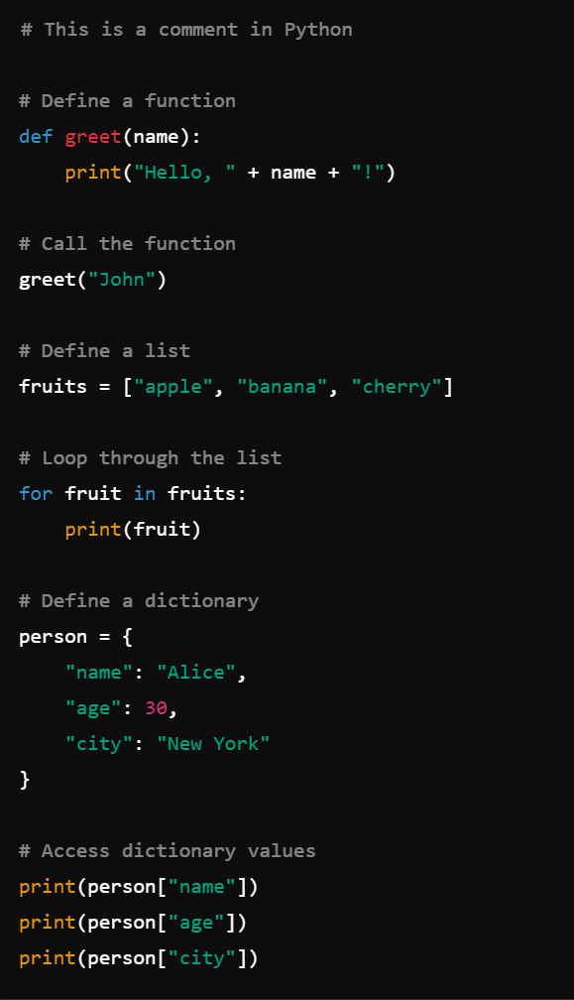 # This is a comment in Python
# Define a function
def greet(name):
    print("Hello, " + name + "!")
# Call the function
greet("John")
# Define a list
fruits = ["apple", "banana", "cherry"]
# Loop through the list
for fruit in fruits:
    print(fruit)
# Define a dictionary
person = {
    "name": "Alice",
    "age": 30,
    "city": "New York"
}
# Access dictionary values
print(person["name"])
print(person["age"])
print(person["city"])